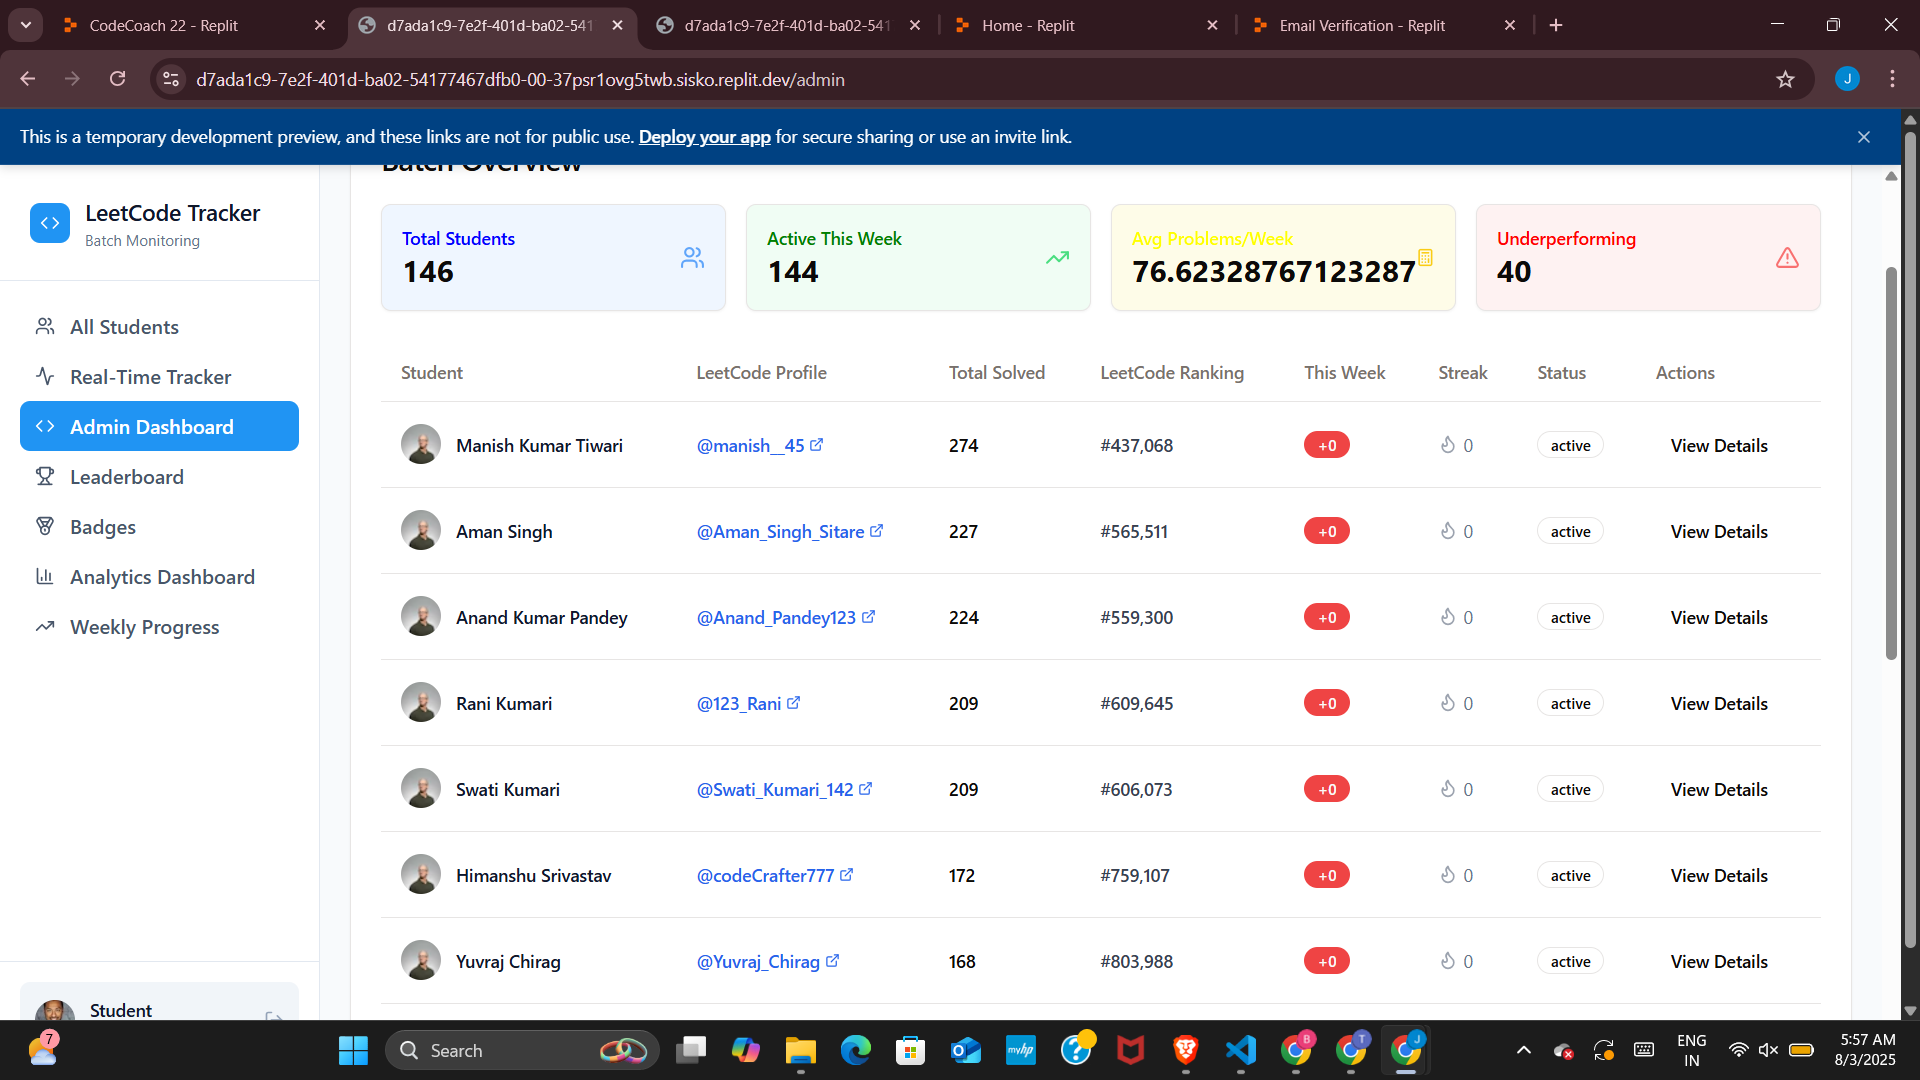 CodeCoach 22 - Replit
d7ada1c9-7e2f-401d-ba02-541
d7ada1c9-7e2f-401d-ba02-541
Home - Replit
Email Verification - Replit
d7ada1c9-7e2f-401d-ba02-54177467dfb0-00-37psr1ovg5twb.sisko.replit.dev/admin
J
This is a temporary development preview, and these links are not for public use. Deploy your app for secure sharing or use an invite link.
LeetCode Tracker
Batch Monitoring
All Students
Real-Time Tracker
Admin Dashboard
Leaderboard
Badges
Analytics Dashboard
Weekly Progress
Student
Batch Overview
Total Students
146
Active This Week
144
Avg Problems/Week
76.62328767123287
Underperforming
40
Student LeetCode Profile Total Solved LeetCode Ranking This Week Streak Status Actions
Manish Kumar Tiwari @manish__45 274 #437,068 +0 0 active View Details
Aman Singh @Aman_Singh_Sitare 227 #565,511 +0 0 active View Details
Anand Kumar Pandey @Anand_Pandey123 224 #559,300 +0 0 active View Details
Rani Kumari @123_Rani 209 #609,645 +0 0 active View Details
Swati Kumari @Swati_Kumari_142 209 #606,073 +0 0 active View Details
Himanshu Srivastav @codeCrafter777 172 #759,107 +0 0 active View Details
Yuvraj Chirag @Yuvraj_Chirag 168 #803,988 +0 0 active View Details
7
Search
myhp
B
T
J
ENG
IN
5:57 AM
8/3/2025